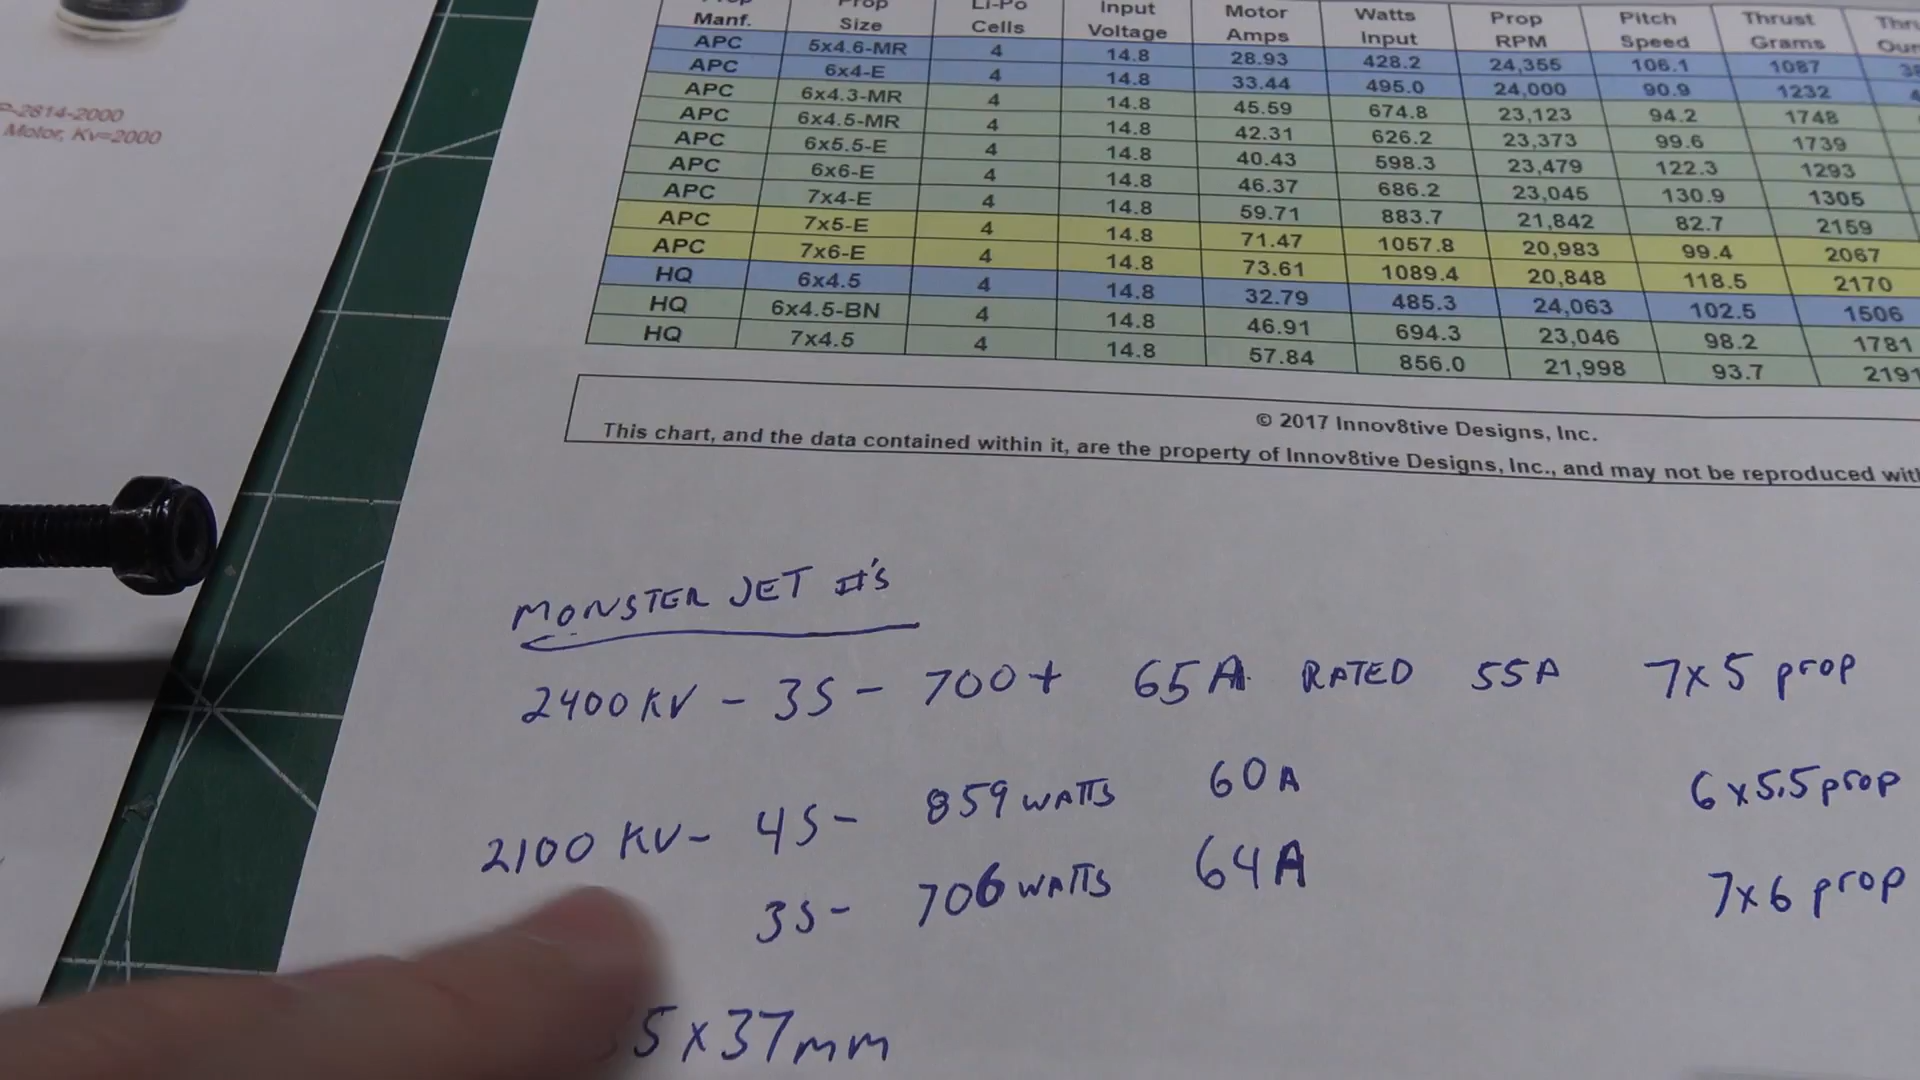 P-2814-2000
Motor, Kv=2000
Manf. Size Li-Po Cells Input Voltage Motor Amps Watts Input Prop RPM Pitch Speed Thrust Grams
APC 5x4.6-MR 4 14.8 28.93 428.2 24,355 106.1 1087
APC 6x4-E 4 14.8 33.44 495.0 24,000 90.9 1232
APC 6x4.3-MR 4 14.8 45.59 674.8 23,123 94.2 1748
APC 6x4.5-MR 4 14.8 42.31 626.2 23,373 99.6 1739
APC 6x5.5-E 4 14.8 40.43 598.3 23,479 122.3 1293
APC 6x6-E 4 14.8 46.37 686.2 23,045 130.9 1305
APC 7x4-E 4 14.8 59.71 883.7 21,842 82.7 2159
APC 7x5-E 4 14.8 71.47 1057.8 20,983 99.4 2067
APC 7x6-E 4 14.8 73.61 1089.4 20,848 118.5 2170
HQ 6x4.5 4 14.8 32.79 485.3 24,063 102.5 1506
HQ 6x4.5-BN 4 14.8 46.91 694.3 23,046 98.2 1781
HQ 7x4.5 4 14.8 57.84 856.0 21,998 93.7 2191
© 2017 Innov8tive Designs, Inc.
This chart, and the data contained within it, are the property of Innov8tive Designs, Inc., and may not be reproduced
MONSTER JET #'s
2400 KV - 3S - 700+ 65A RATED 55A 7x5 prop
2100 KV- 4S- 859 WATTS 60A 6x5.5 prop
3S- 706 WATTS 64A 7x6 prop
5x37mm